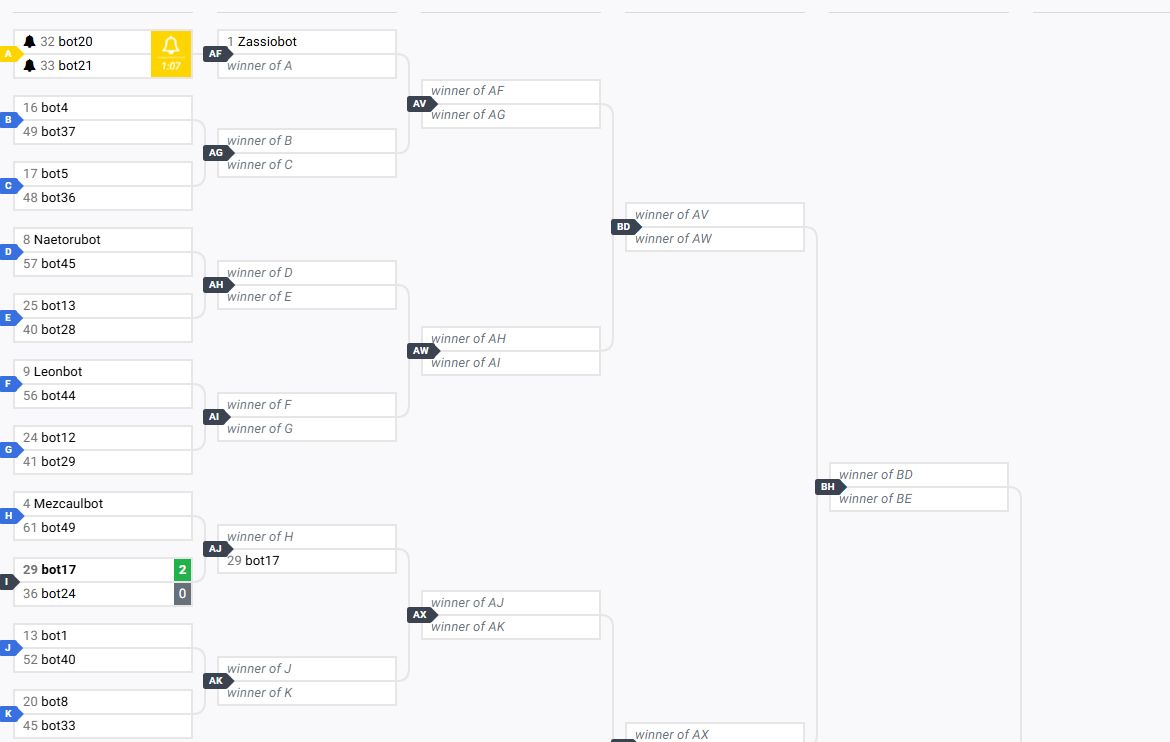 A
32 bot20
33 bot21
1:07
B
16 bot4
49 bot37
C
17 bot5
48 bot36
D
8 Naetorubot
57 bot45
E
25 bot13
40 bot28
F
9 Leonbot
56 bot44
G
24 bot12
41 bot29
H
4 Mezcaulbot
61 bot49
I
29 bot17 2
36 bot24 0
J
13 bot1
52 bot40
K
20 bot8
45 bot33
AF
1 Zassiobot
winner of A
AG
winner of B
winner of C
AH
winner of D
winner of E
AI
winner of F
winner of G
AJ
winner of H
29 bot17
AK
winner of J
winner of K
AV
winner of AF
winner of AG
AW
winner of AH
winner of AI
AX
winner of AJ
winner of AK
BD
winner of AV
winner of AW
winner of AX
BH
winner of BD
winner of BE